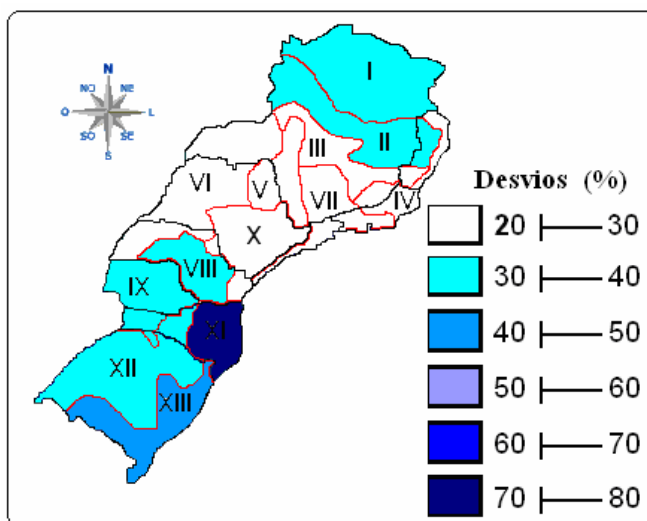 N
NO NE
O L
SO SE
S
I
II
III
IV
V
VI
VII
VIII
IX
X
XI
XII
XIII
Desvios (%)
20 30
30 40
40 50
50 60
60 70
70 80